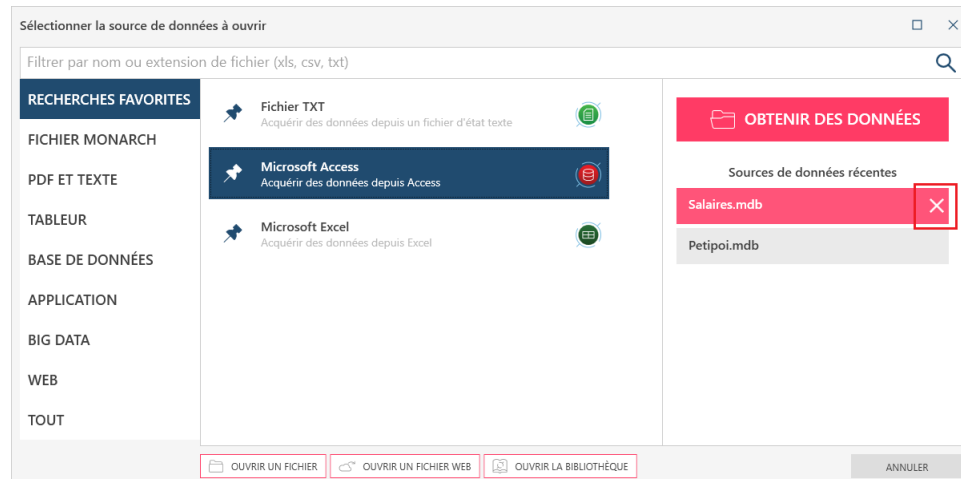 Sélectionner la source de données à ouvrir
Filtrer par nom ou extension de fichier (xls, csv, txt)
RECHERCHES FAVORITES
FICHIER MONARCH
PDF ET TEXTE
TABLEUR
BASE DE DONNÉES
APPLICATION
BIG DATA
WEB
TOUT
Fichier TXT
Acquérir des données depuis un fichier d'état texte
Microsoft Access
Acquérir des données depuis Access
Microsoft Excel
Acquérir des données depuis Excel
OBTENIR DES DONNÉES
Sources de données récentes
Salaires.mdb
Petipoi.mdb
OUVRIR UN FICHIER
OUVRIR UN FICHIER WEB
OUVRIR LA BIBLIOTHÈQUE
ANNULER